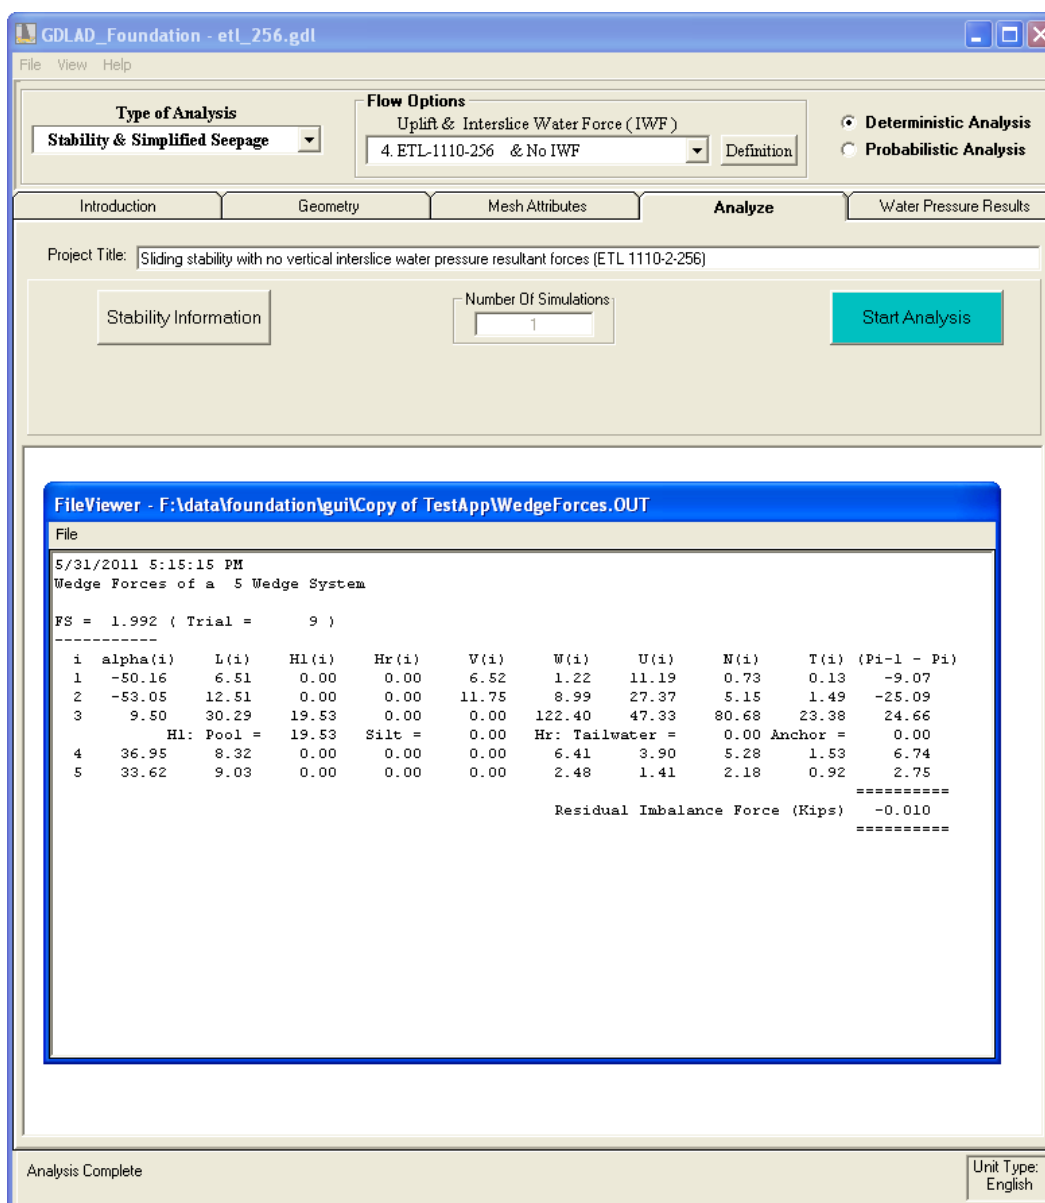 GDLAD_Foundation - etl_256.gdl
File View Help
Type of Analysis
Stability & Simplified Seepage
Flow Options
Uplift & Interslice Water Force ( IWF )
4. ETL-1110-256 & No IWF
Definition
Deterministic Analysis
Probabilistic Analysis
Introduction Geometry Mesh Attributes Analyze Water Pressure Results
Project Title: Sliding stability with no vertical interslice water pressure resultant forces (ETL 1110-2-256)
Stability Information
Number Of Simulations
1
Start Analysis
FileViewer - F:\data\foundation\gui\Copy of TestApp\WedgeForces.OUT
File
5/31/2011 5:15:15 PM
Wedge Forces of a 5 Wedge System
FS = 1.992 ( Trial = 9 )
-----------
i alpha(i) L(i) Hl(i) Hr(i) V(i) W(i) U(i) N(i) T(i) (Pi-l - Pi)
1 -50.16 6.51 0.00 0.00 6.52 1.22 11.19 0.73 0.13 -9.07
2 -53.05 12.51 0.00 0.00 11.75 8.99 27.37 5.15 1.49 -25.09
3 9.50 30.29 19.53 0.00 0.00 122.40 47.33 80.68 23.38 24.66
Hl: Pool = 19.53 Silt = 0.00 Hr: Tailwater = 0.00 Anchor = 0.00
4 36.95 8.32 0.00 0.00 0.00 6.41 3.90 5.28 1.53 6.74
5 33.62 9.03 0.00 0.00 0.00 2.48 1.41 2.18 0.92 2.75
==========
Residual Imbalance Force (Kips) -0.010
==========
Analysis Complete
Unit Type:
English